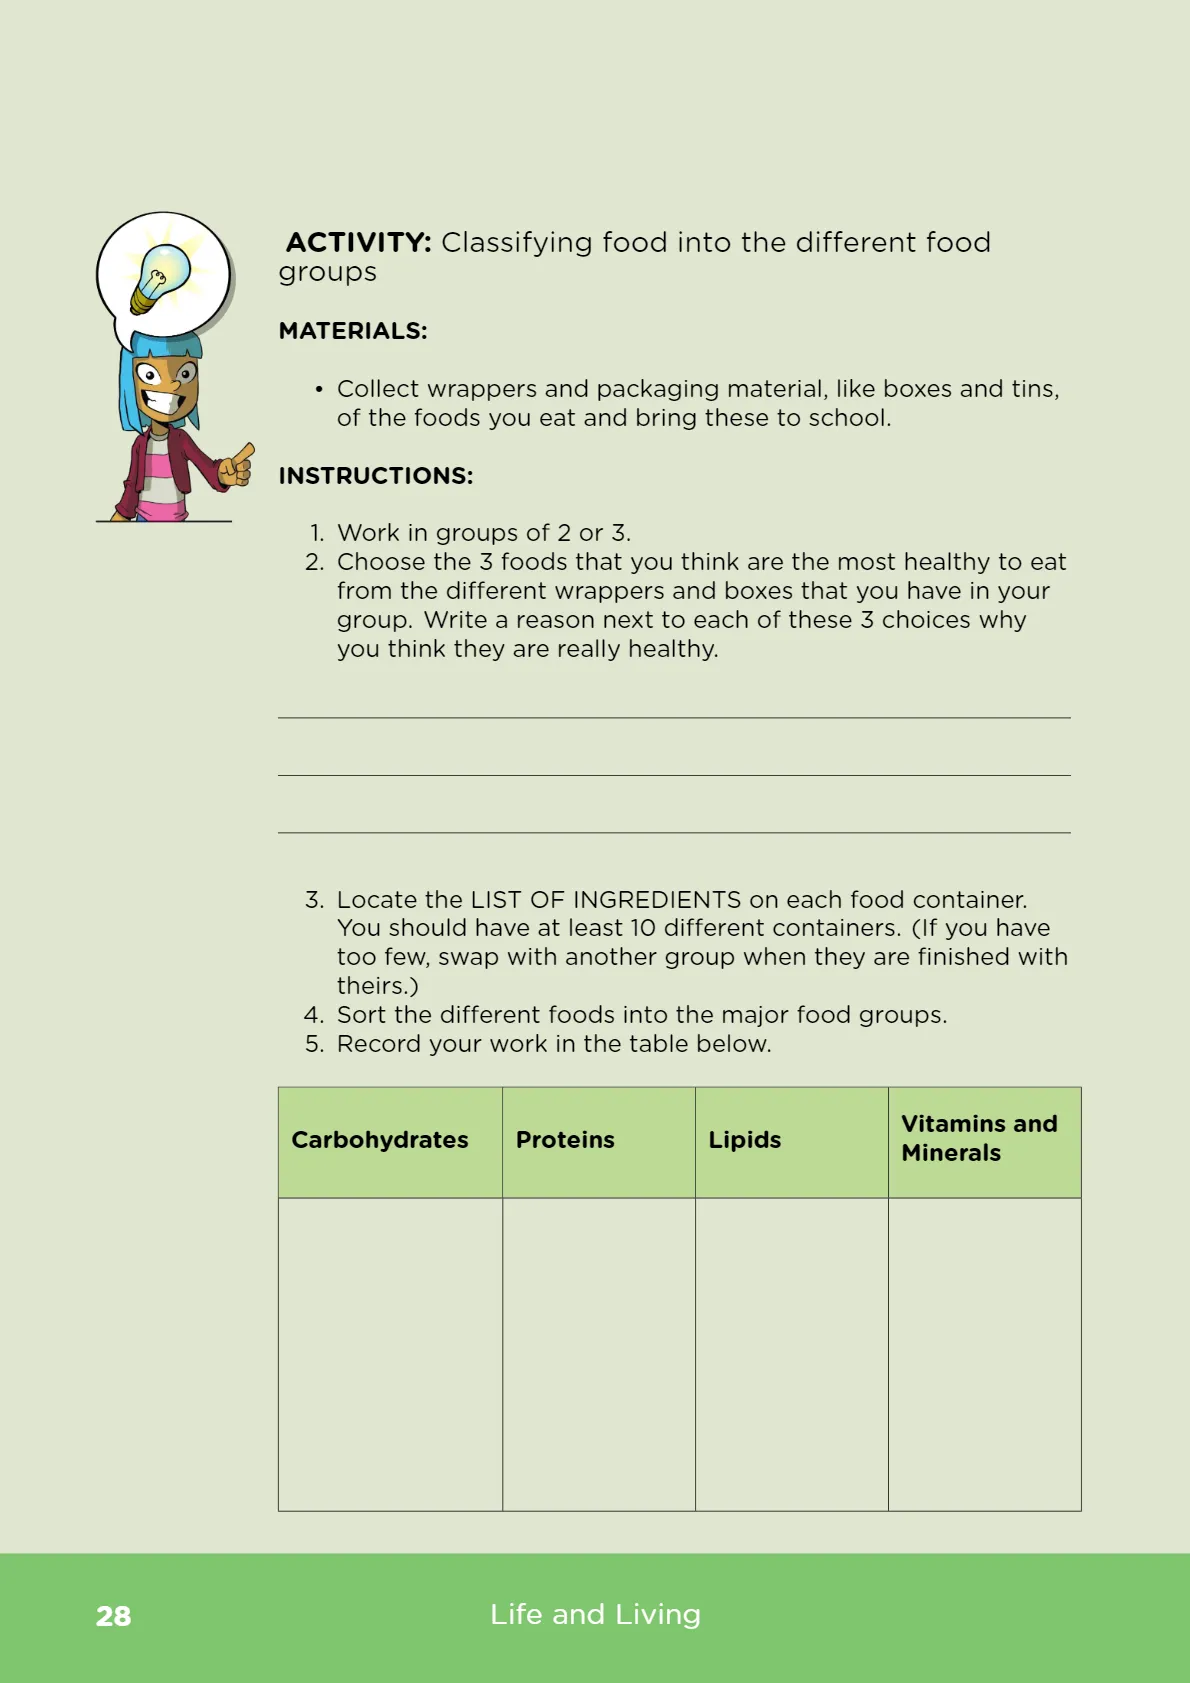 ACTIVITY: Classifying food into the different food
groups
MATERIALS:
• Collect wrappers and packaging material, like boxes and tins,
of the foods you eat and bring these to school.
INSTRUCTIONS:
1. Work in groups of 2 or 3.
2. Choose the 3 foods that you think are the most healthy to eat
from the different wrappers and boxes that you have in your
group. Write a reason next to each of these 3 choices why
you think they are really healthy.
3. Locate the LIST OF INGREDIENTS on each food container.
You should have at least 10 different containers. (If you have
too few, swap with another group when they are finished with
theirs.)
4. Sort the different foods into the major food groups.
5. Record your work in the table below.
Carbohydrates
Proteins
Lipids
Vitamins and
Minerals
28
Life and Living